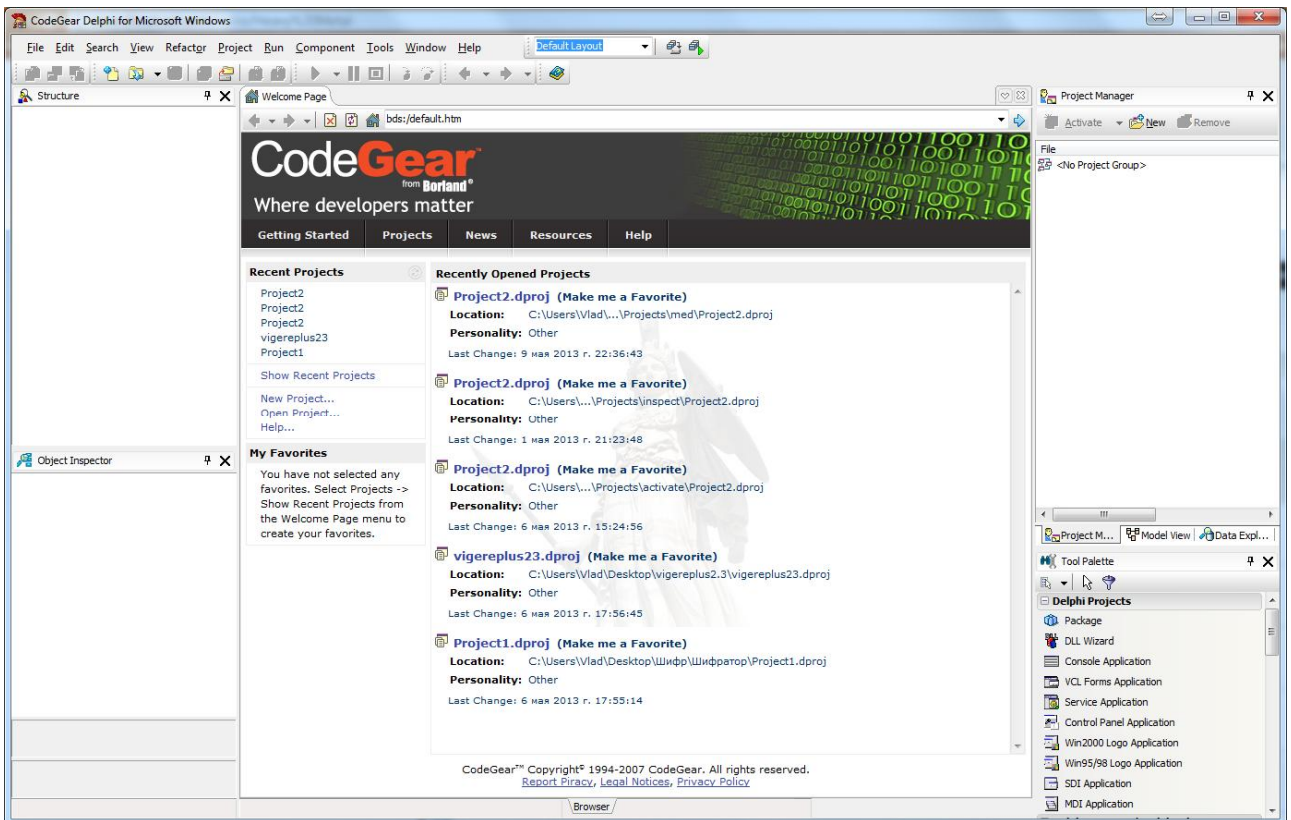 CodeGear Delphi for Microsoft Windows
File Edit Search View Refactor Project Run Component Tools Window Help
Default Layout
Structure
Welcome Page
Project Manager
bds:/default.htm
Activate New Remove
File
<No Project Group>
CodeGear™
from Borland®
Where developers matter
Getting Started Projects News Resources Help
Recent Projects
Project2
Project2
Project2
vigereplus23
Project1
Show Recent Projects
New Project...
Open Project...
Help...
My Favorites
You have not selected any
favorites. Select Projects ->
Show Recent Projects from
the Welcome Page menu to
create your favorites.
Recently Opened Projects
Project2.dproj (Make me a Favorite)
Location: C:\Users\Vlad\...\Projects\med\Project2.dproj
Personality: Other
Last Change: 9 мая 2013 г. 22:36:43
Project2.dproj (Make me a Favorite)
Location: C:\Users\...\Projects\inspect\Project2.dproj
Personality: Other
Last Change: 1 мая 2013 г. 21:23:48
Project2.dproj (Make me a Favorite)
Location: C:\Users\...\Projects\activate\Project2.dproj
Personality: Other
Last Change: 6 мая 2013 г. 15:24:56
vigereplus23.dproj (Make me a Favorite)
Location: C:\Users\Vlad\Desktop\vigereplus2.3\vigereplus23.dproj
Personality: Other
Last Change: 6 мая 2013 г. 17:56:45
Project1.dproj (Make me a Favorite)
Location: C:\Users\Vlad\Desktop\Шифр\Шифратор\Project1.dproj
Personality: Other
Last Change: 6 мая 2013 г. 17:55:14
CodeGear™ Copyright© 1994-2007 CodeGear. All rights reserved.
Report Piracy, Legal Notices, Privacy Policy
Browser
Object Inspector
Project M... Model View Data Expl...
Tool Palette
Delphi Projects
Package
DLL Wizard
Console Application
VCL Forms Application
Service Application
Control Panel Application
Win2000 Logo Application
Win95/98 Logo Application
SDI Application
MDI Application